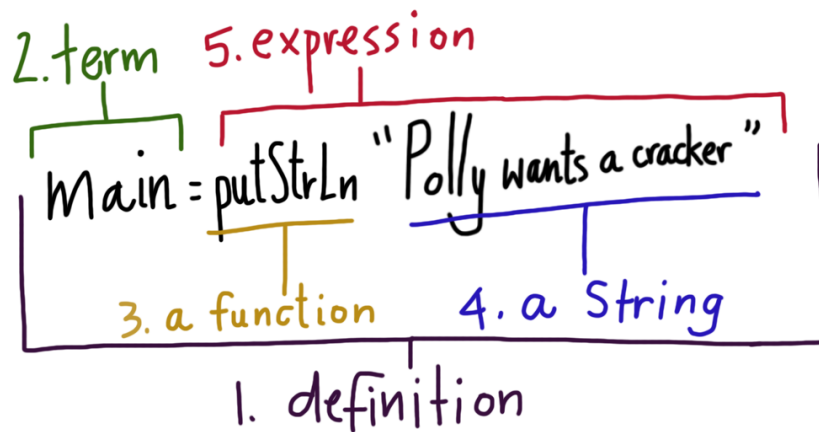 2. term 5. expression
main = putStrLn "Polly wants a cracker"
3. a function 4. a String
1. definition